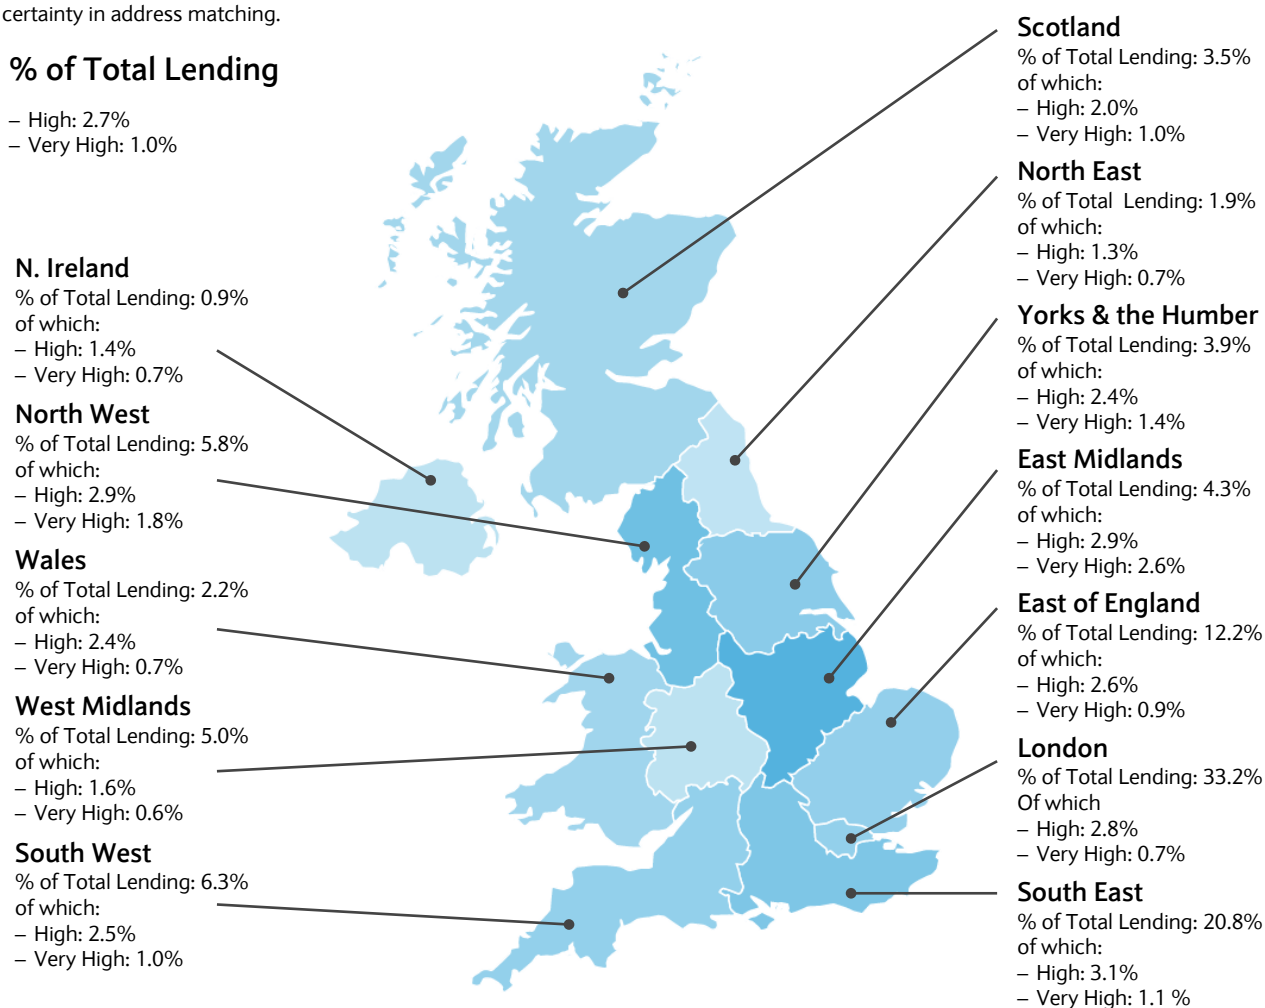 certainty in address matching.
% of Total Lending
– High: 2.7%
– Very High: 1.0%
N. Ireland
% of Total Lending: 0.9%
of which:
– High: 1.4%
– Very High: 0.7%
North West
% of Total Lending: 5.8%
of which:
– High: 2.9%
– Very High: 1.8%
Wales
% of Total Lending: 2.2%
of which:
– High: 2.4%
– Very High: 0.7%
West Midlands
% of Total Lending: 5.0%
of which:
– High: 1.6%
– Very High: 0.6%
South West
% of Total Lending: 6.3%
of which:
– High: 2.5%
– Very High: 1.0%
Scotland
% of Total Lending: 3.5%
of which:
– High: 2.0%
– Very High: 1.0%
North East
% of Total  Lending: 1.9%
of which:
– High: 1.3%
– Very High: 0.7%
Yorks & the Humber
% of Total Lending: 3.9%
of which:
– High: 2.4%
– Very High: 1.4%
East Midlands
% of Total Lending: 4.3%
of which:
– High: 2.9%
– Very High: 2.6%
East of England
% of Total Lending: 12.2%
of which:
– High: 2.6%
– Very High: 0.9%
London
% of Total Lending: 33.2%
Of which
– High: 2.8%
– Very High: 0.7%
South East
% of Total Lending: 20.8%
of which:
– High: 3.1%
– Very High: 1.1 %